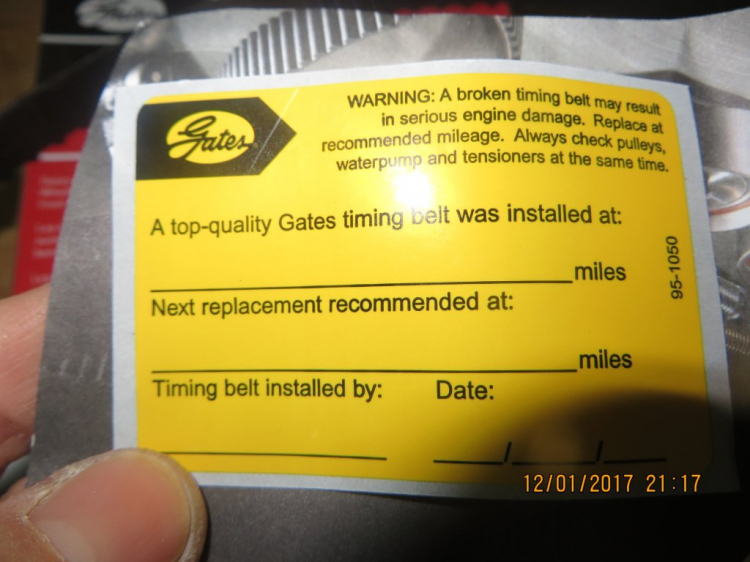 Gates
WARNING: A broken timing belt may result
in serious engine damage. Replace at
recommended mileage. Always check pulleys,
waterpump and tensioners at the same time.
A top-quality Gates timing belt was installed at:
miles
95-1050
Next replacement recommended at:
miles
Timing belt installed by: Date:
/ /
12/01/2017 21:17